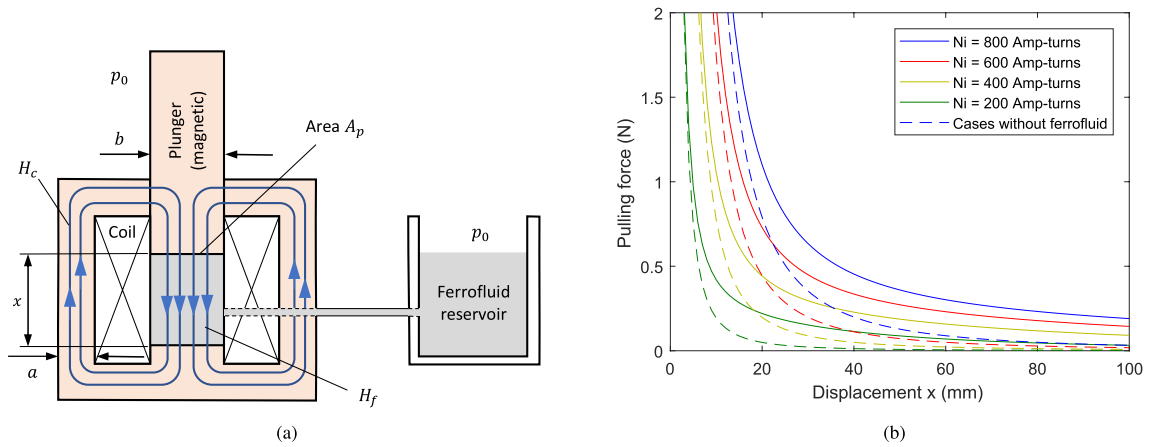 p₀
Plunger
(magnetic)
Area Aₚ
b
H_c
Coil
p₀
x
Ferrofluid
reservoir
a
H_f
(a)
2
1.5
1
0.5
0
Pulling force (N)
Ni = 800 Amp-turns
Ni = 600 Amp-turns
Ni = 400 Amp-turns
Ni = 200 Amp-turns
Cases without ferrofluid
0 20 40 60 80 100
Displacement x (mm)
(b)